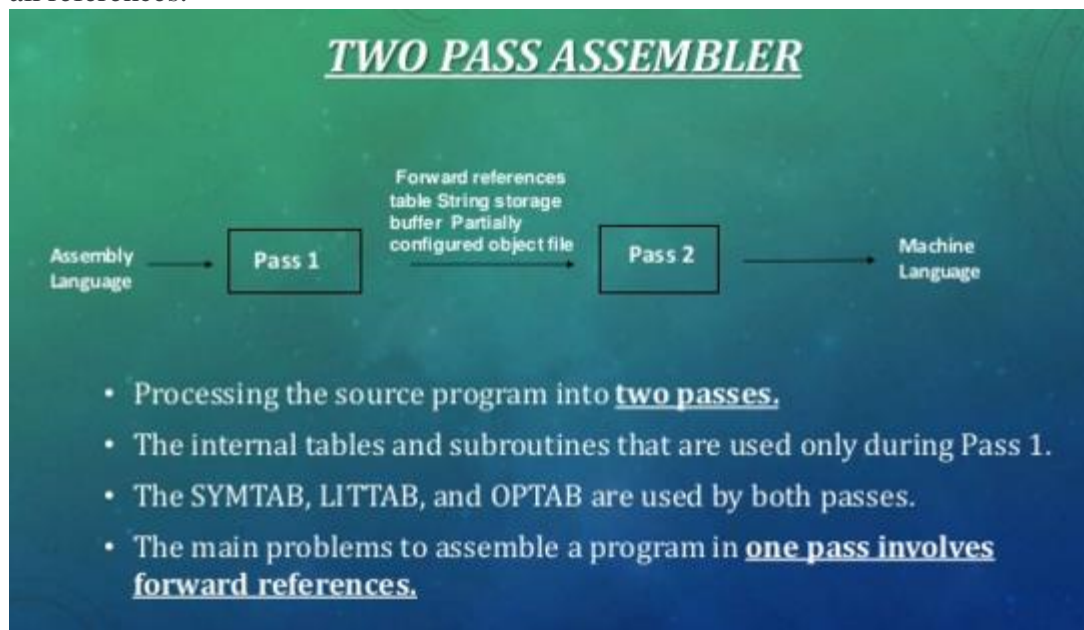 all references.
TWO PASS ASSEMBLER
Forward references
table String storage
buffer Partially
configured object file
Assembly
Language
Pass 1
Pass 2
Machine
Language
• Processing the source program into two passes.
• The internal tables and subroutines that are used only during Pass 1.
• The SYMTAB, LITTAB, and OPTAB are used by both passes.
• The main problems to assemble a program in one pass involves
forward references.